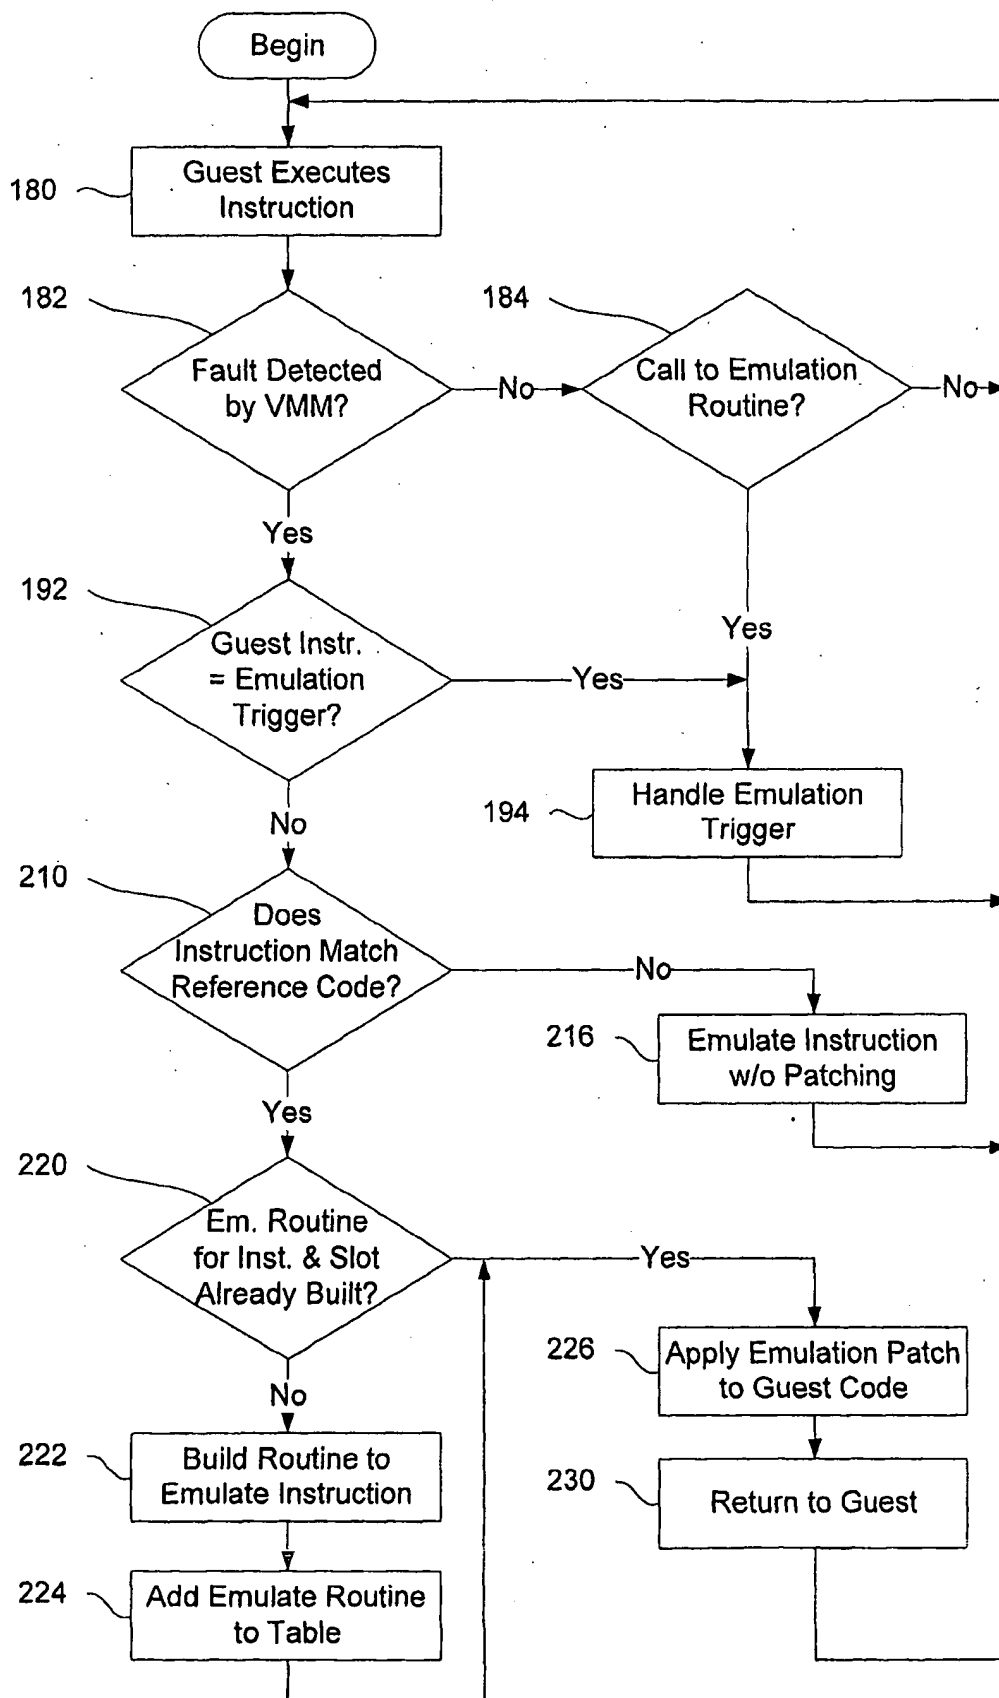 Begin
180
Guest Executes
Instruction
182
Fault Detected
by VMM?
No
184
Call to Emulation
Routine?
No
Yes
Yes
192
Guest Instr.
= Emulation
Trigger?
Yes
194
Handle Emulation
Trigger
No
210
Does
Instruction Match
Reference Code?
No
216
Emulate Instruction
w/o Patching
Yes
220
Em. Routine
for Inst. & Slot
Already Built?
Yes
226
Apply Emulation Patch
to Guest Code
No
222
Build Routine to
Emulate Instruction
230
Return to Guest
224
Add Emulate Routine
to Table